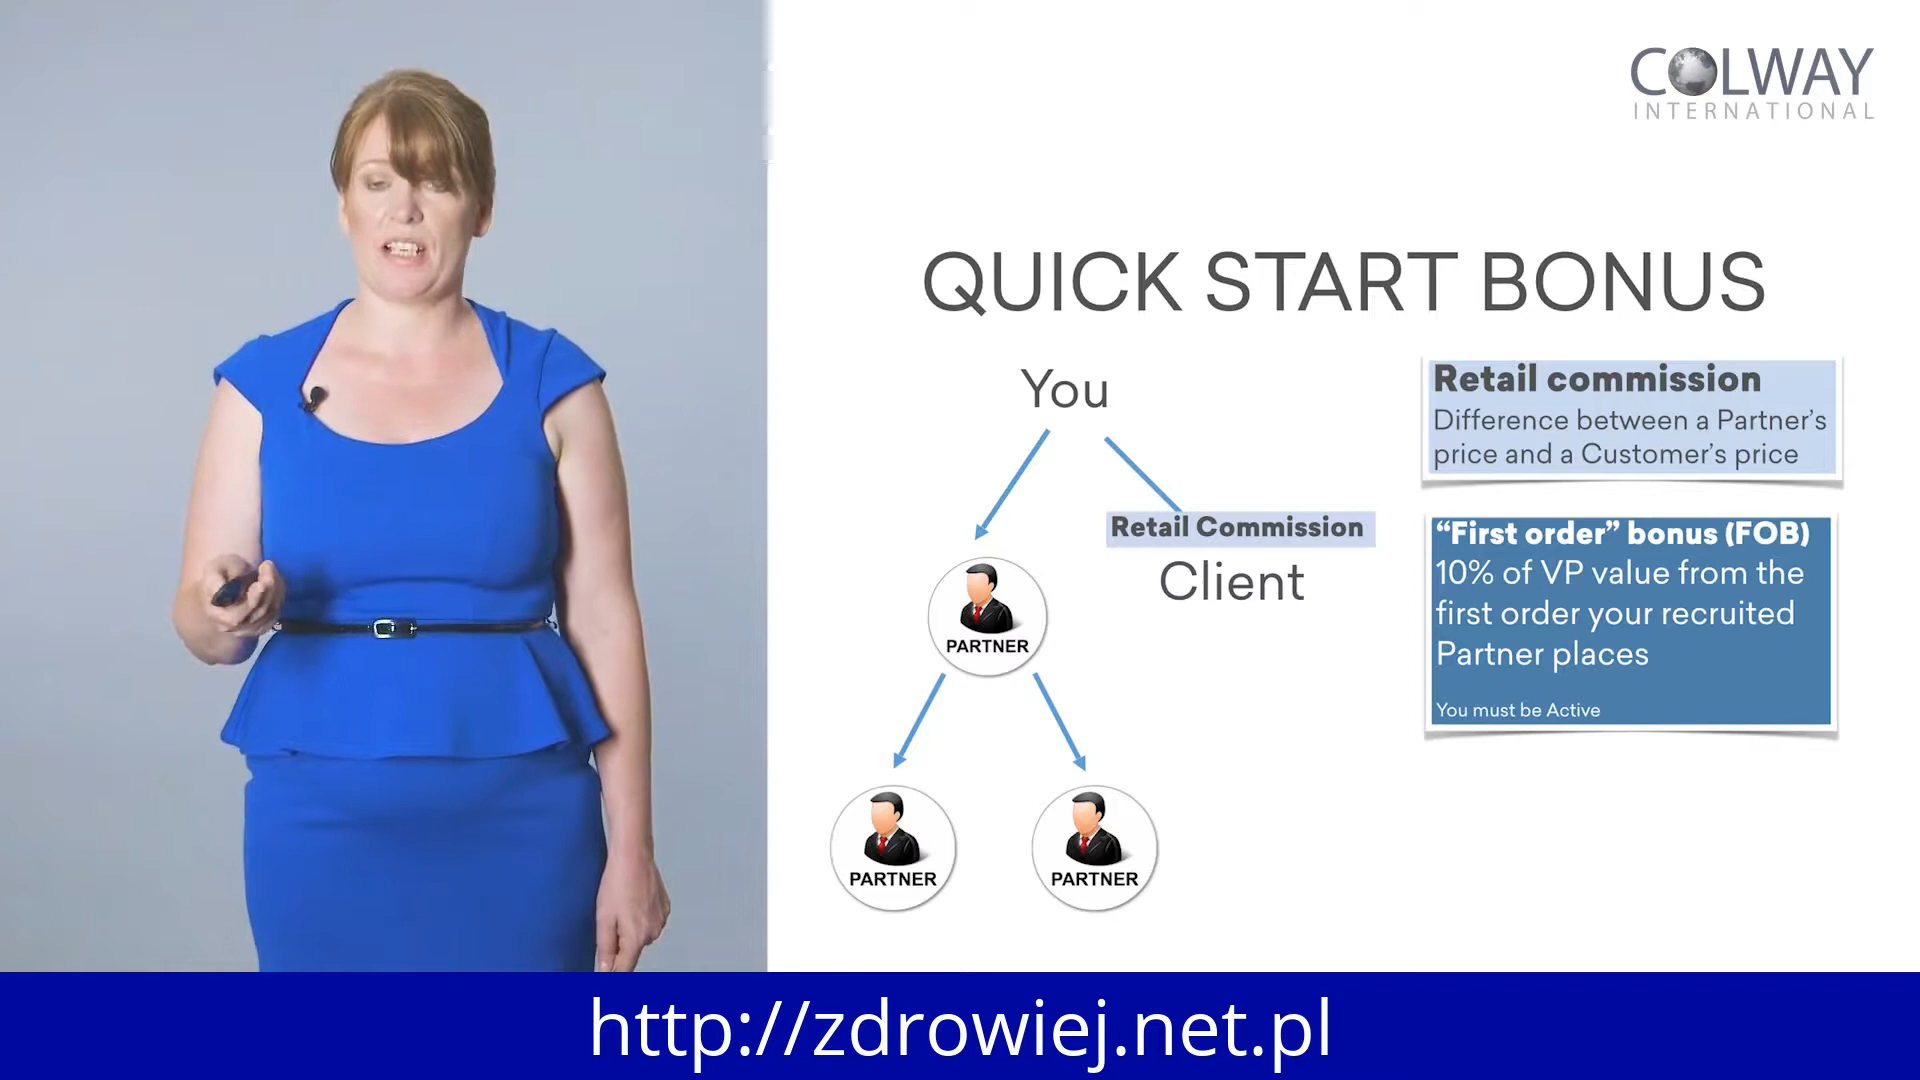 COLWAY
INTERNATIONAL
QUICK START BONUS
You
Retail commission
Difference between a Partner’s
price and a Customer’s price
Retail Commission
Client
“First order” bonus (FOB)
10% of VP value from the
first order your recruited
Partner places
You must be Active
PARTNER
PARTNER
PARTNER
http://zdrowiej.net.pl